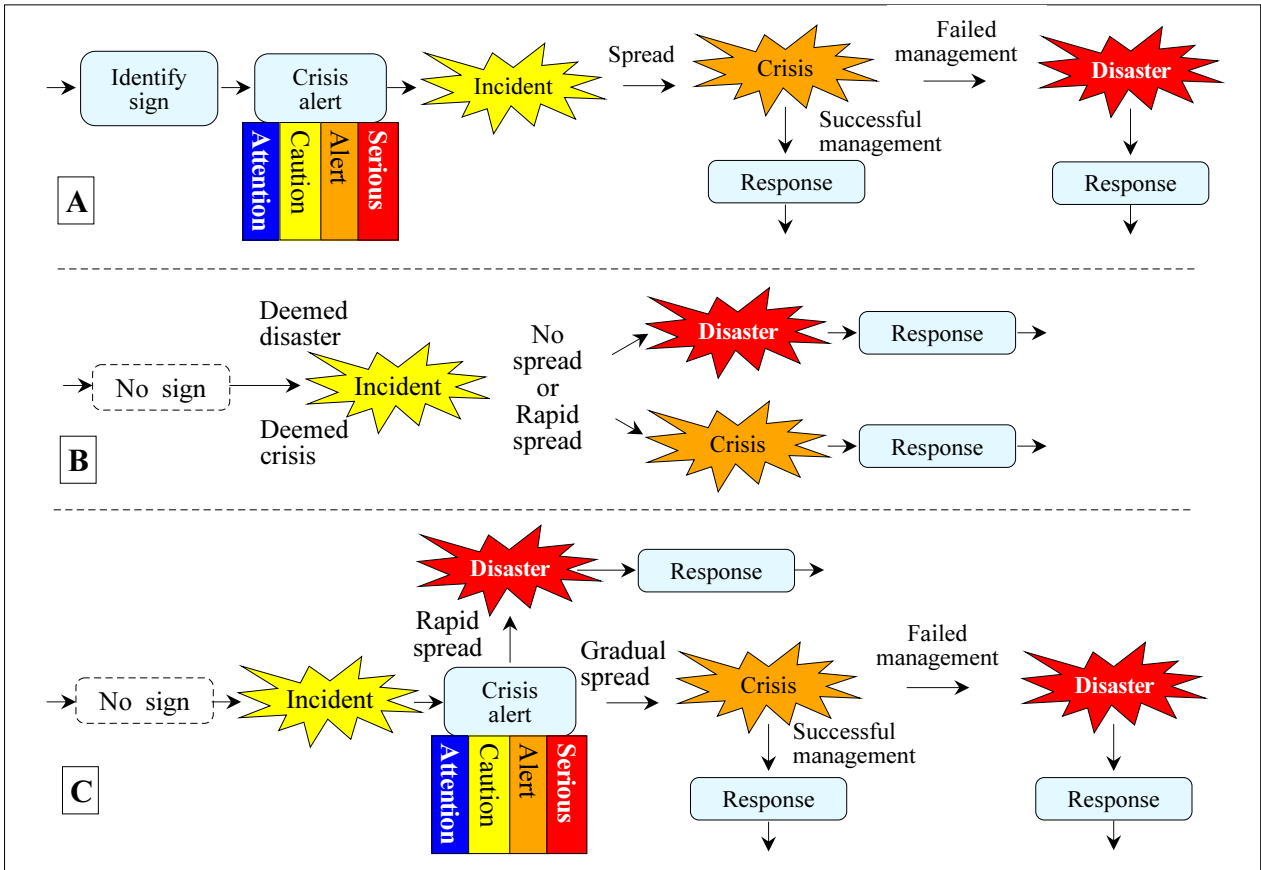 Identify
sign
Crisis
alert
Attention
Caution
Alert
Serious
Incident
Spread
Crisis
Failed
management
Disaster
Successful
management
Response
Response
A
Deemed
disaster
No sign
Incident
Deemed
crisis
No
spread
or
Rapid
spread
Disaster
Response
Crisis
Response
B
Disaster
Response
Rapid
spread
No sign
Incident
Crisis
alert
Attention
Caution
Alert
Serious
Gradual
spread
Crisis
Failed
management
Disaster
Successful
management
Response
Response
C